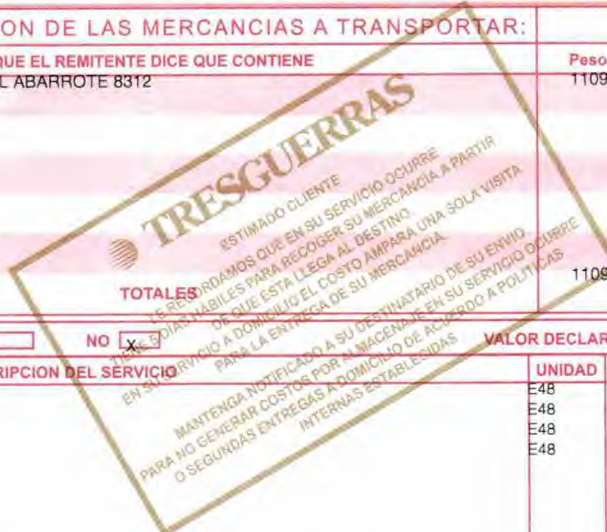 ON DE LAS MERCANCIAS A TRANSPORTAR:
QUE EL REMITENTE DICE QUE CONTIENE
Peso
L ABARROTE 8312
1109
TRESGUERRAS
ESTIMADO CLIENTE
LE RECORDAMOS QUE EN SU SERVICIO OCURRE
TIENE 5 DIAS HABILES PARA RECOGER SU MERCANCIA A PARTIR
DE QUE ESTA LLEGA AL DESTINO.
EN SU SERVICIO A DOMICILIO EL COSTO AMPARA UNA SOLA VISITA
PARA LA ENTREGA DE SU MERCANCIA.
MANTENGA NOTIFICADO A SU DESTINATARIO DE SU ENVIO
PARA NO GENERAR COSTOS POR ALMACENAJE EN SU SERVICIO OCURRE
O SEGUNDAS ENTREGAS A DOMICILIO DE ACUERDO A POLITICAS
INTERNAS ESTABLECIDAS
TOTALES
1109
NO x
VALOR DECLAR
RIPCION DEL SERVICIO
UNIDAD
E48
E48
E48
E48